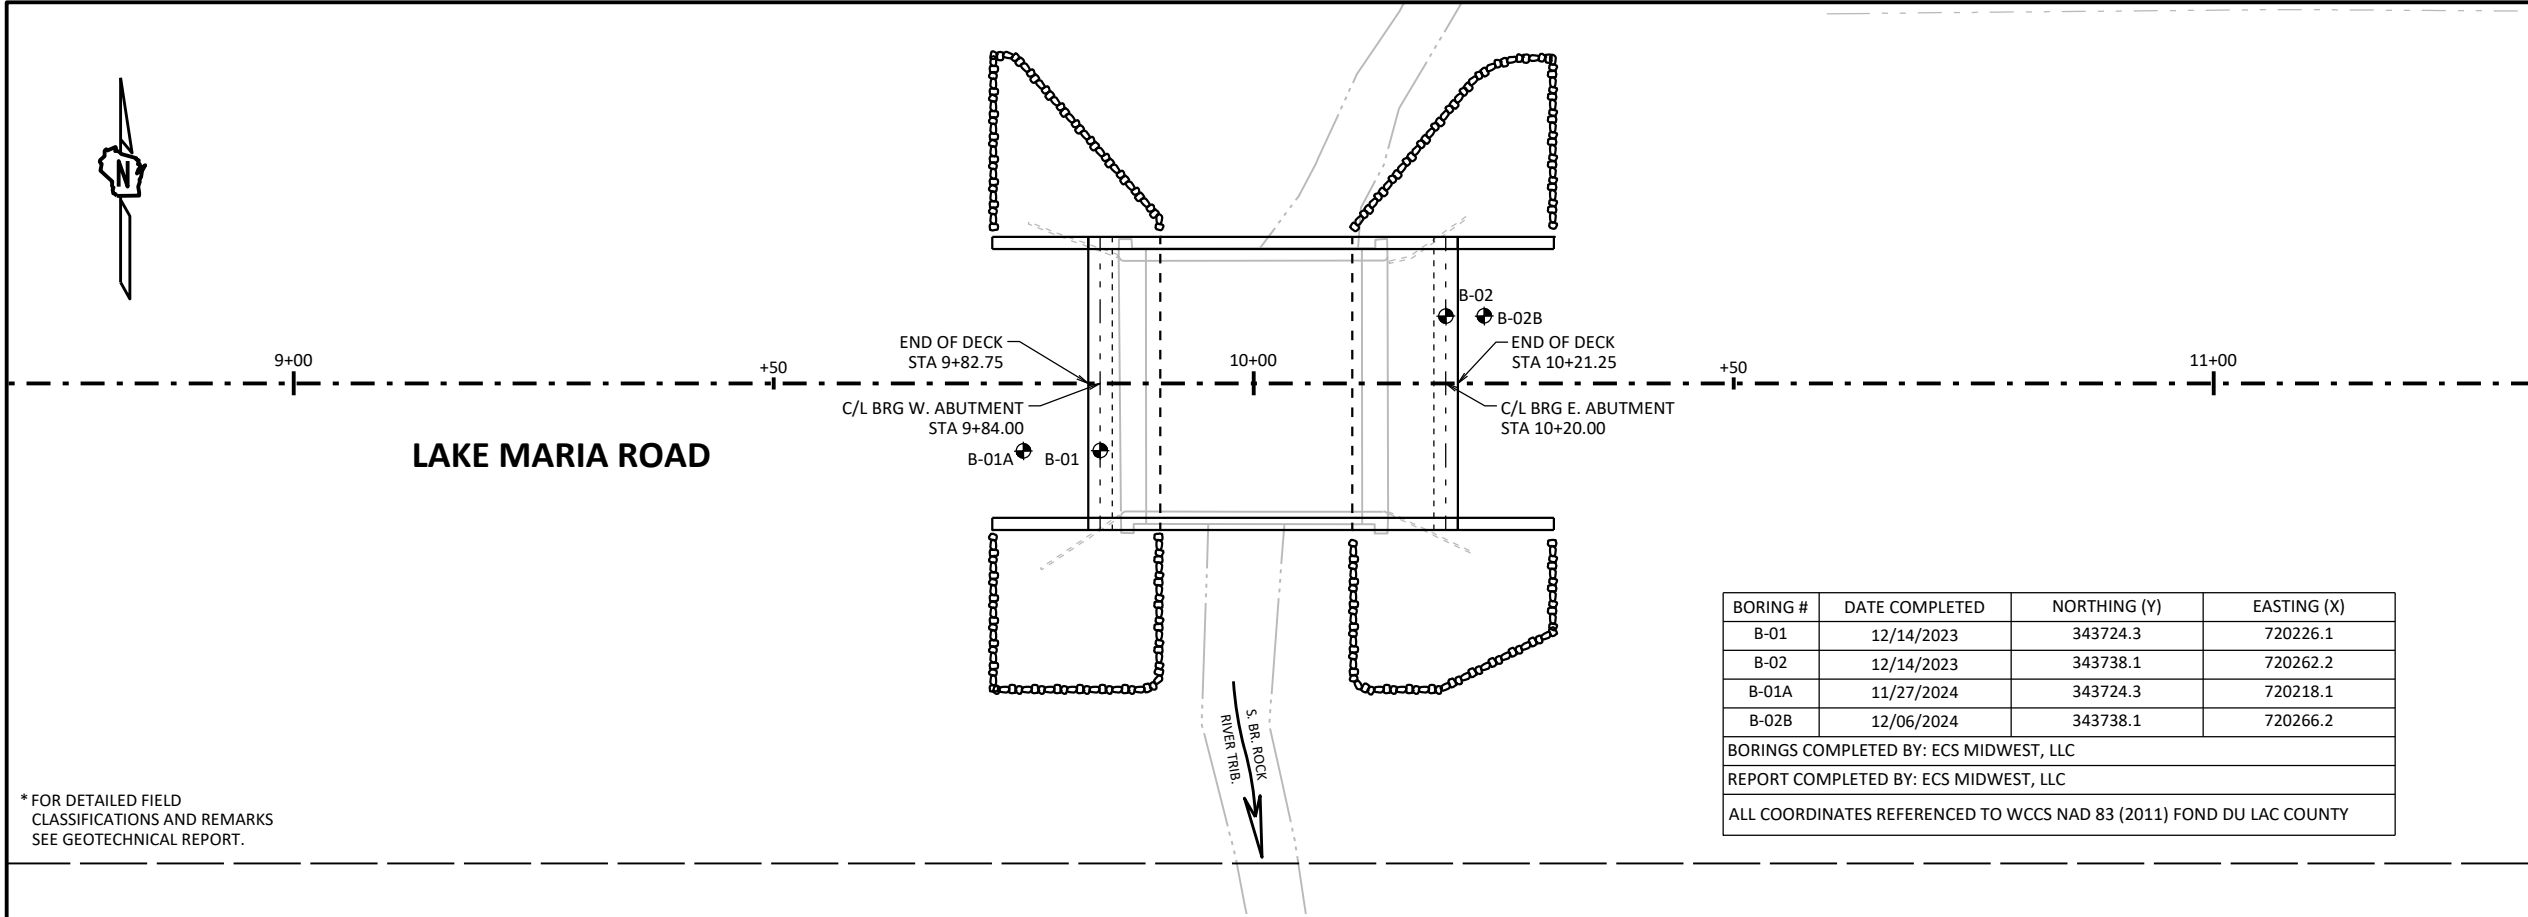 N
B-02
B-02B
END OF DECK
STA 9+82.75
END OF DECK
STA 10+21.25
9+00
+50
10+00
+50
11+00
C/L BRG W. ABUTMENT
STA 9+84.00
C/L BRG E. ABUTMENT
STA 10+20.00
LAKE MARIA ROAD
B-01A
B-01
BORING # DATE COMPLETED NORTHING (Y) EASTING (X)
B-01 12/14/2023 343724.3 720226.1
B-02 12/14/2023 343738.1 720262.2
B-01A 11/27/2024 343724.3 720218.1
B-02B 12/06/2024 343738.1 720266.2
BORINGS COMPLETED BY: ECS MIDWEST, LLC
REPORT COMPLETED BY: ECS MIDWEST, LLC
ALL COORDINATES REFERENCED TO WCCS NAD 83 (2011) FOND DU LAC COUNTY
S. BR. ROCK
RIVER TRIB.
* FOR DETAILED FIELD
CLASSIFICATIONS AND REMARKS
SEE GEOTECHNICAL REPORT.